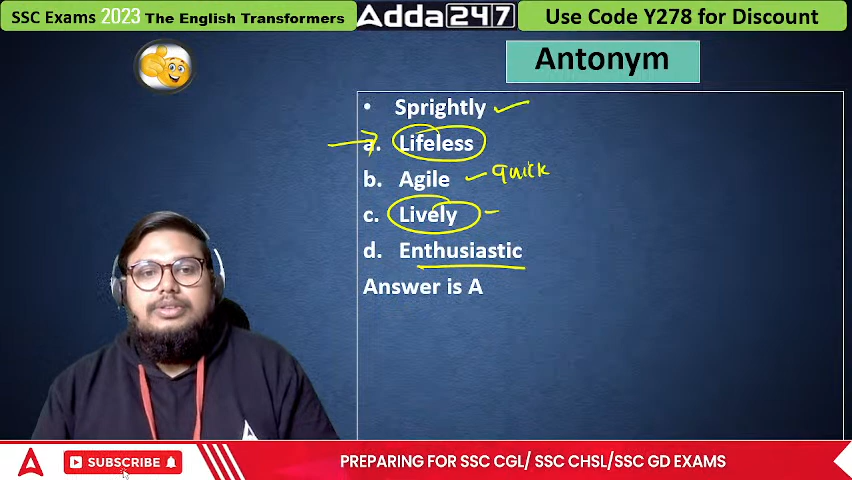 SSC Exams 2023 The English Transformers
Adda247
Use Code Y278 for Discount
Antonym
• Sprightly
a. Lifeless
b. Agile quick
c. Lively
d. Enthusiastic
Answer is A
SUBSCRIBE
PREPARING FOR SSC CGL/ SSC CHSL/SSC GD EXAMS